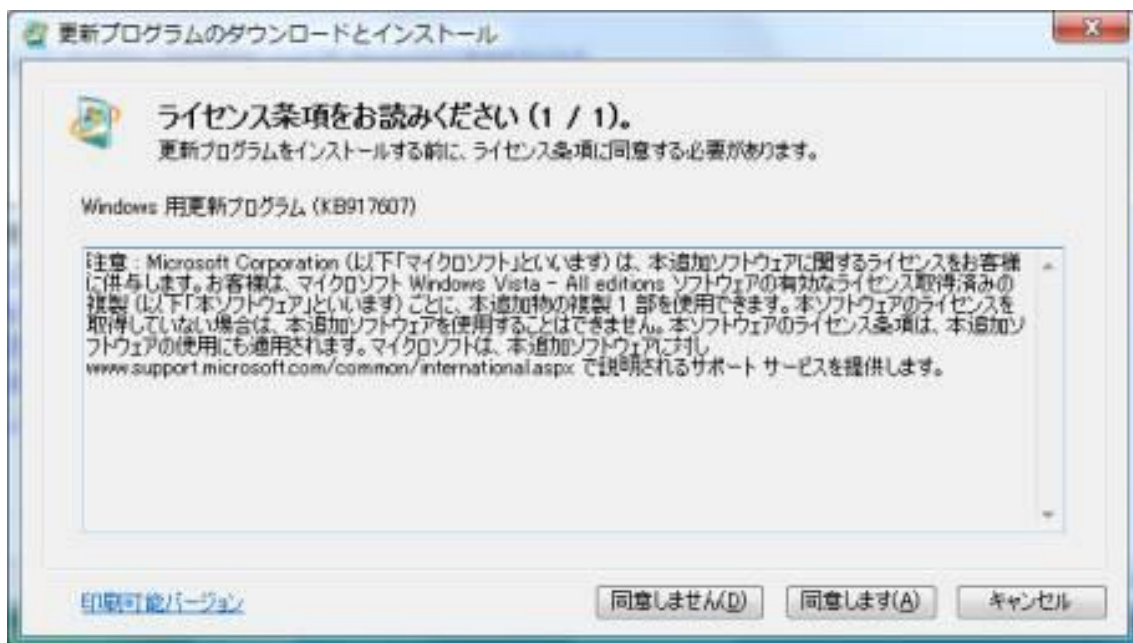 更新プログラムのダウンロードとインストール
ライセンス条項をお読みください (1 / 1)。
更新プログラムをインストールする前に、ライセンス条項に同意する必要があります。
Windows 用更新プログラム (KB917607)
注意 : Microsoft Corporation (以下「マイクロソフト」といいます) は、本追加ソフトウェアに関するライセンスをお客様
に供与します。お客様は、マイクロソフト Windows Vista - All editions ソフトウェアの有効なライセンス取得済みの
複製 (以下「本ソフトウェア」といいます) ごとに、本追加物の複製 1 部を使用できます。本ソフトウェアのライセンスを
取得していない場合は、本追加ソフトウェアを使用することはできません。本ソフトウェアのライセンス条項は、本追加ソ
フトウェアの使用にも適用されます。マイクロソフトは、本追加ソフトウェアに対し
www.support.microsoft.com/common/international.aspx で説明されるサポート サービスを提供します。
印刷可能バージョン
同意しません(D)
同意します(A)
キャンセル